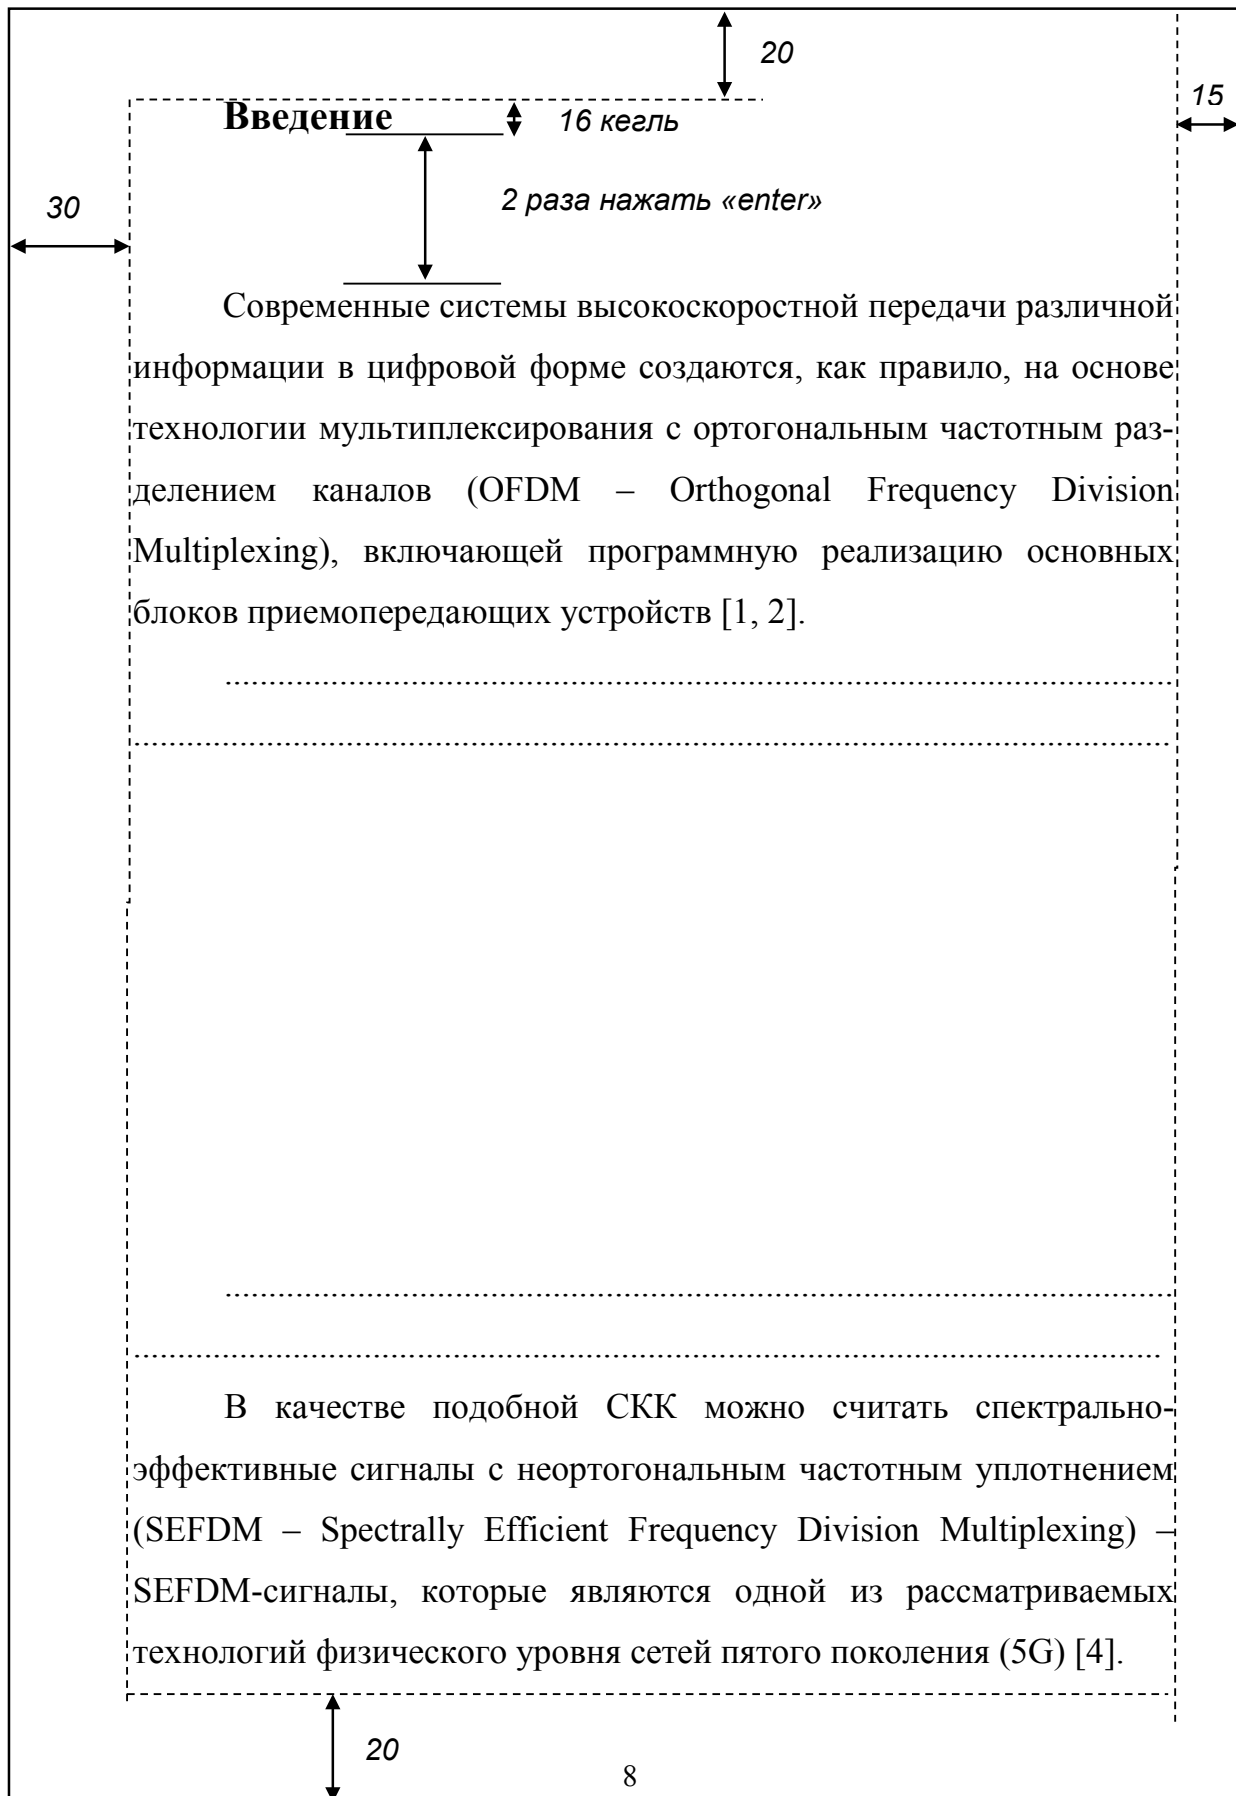 20
15
Введение
16 кегль
2 раза нажать «enter»
30
Современные системы высокоскоростной передачи различной
информации в цифровой форме создаются, как правило, на основе
технологии мультиплексирования с ортогональным частотным раз-
делением каналов (OFDM – Orthogonal Frequency Division
Multiplexing), включающей программную реализацию основных
блоков приемопередающих устройств [1, 2].
В качестве подобной СКК можно считать спектрально-
эффективные сигналы с неортогональным частотным уплотнением
(SEFDM – Spectrally Efficient Frequency Division Multiplexing) –
SEFDM-сигналы, которые являются одной из рассматриваемых
технологий физического уровня сетей пятого поколения (5G) [4].
20
8